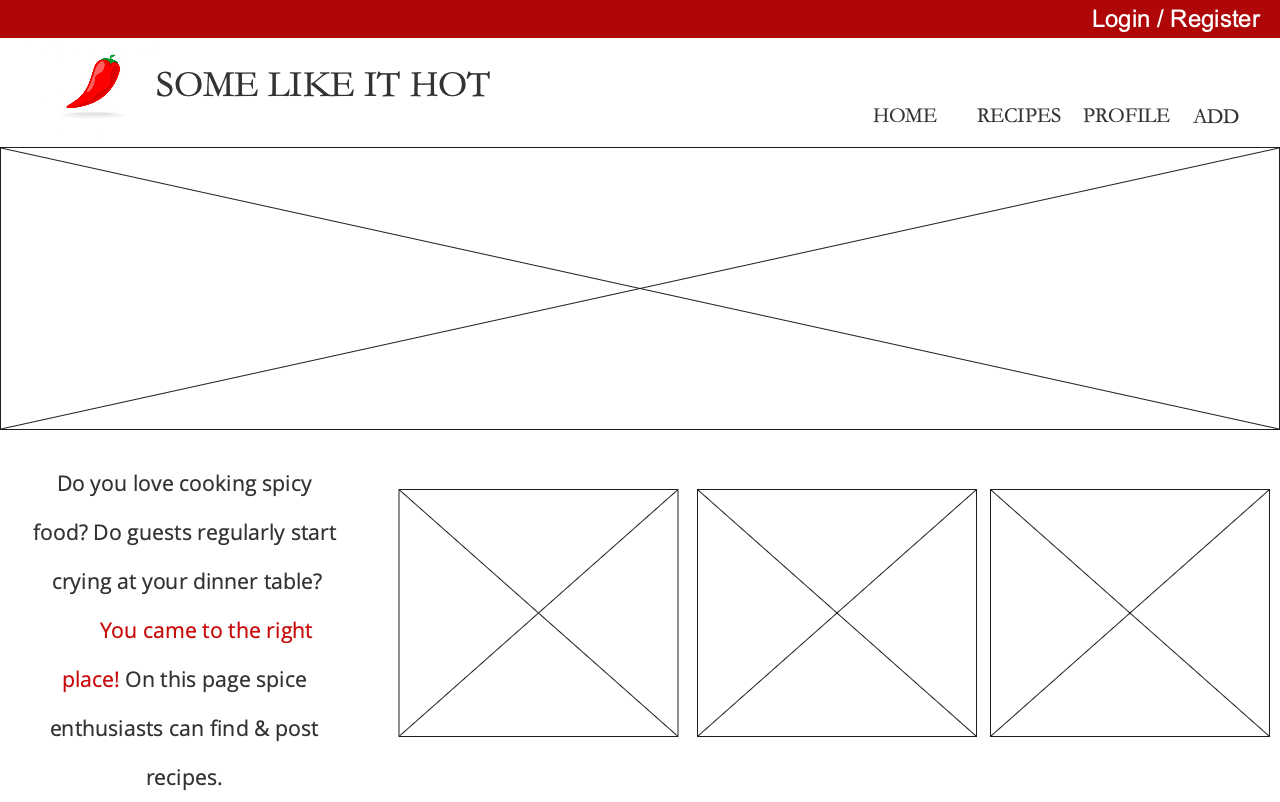 Login / Register
SOME LIKE IT HOT
HOME RECIPES PROFILE ADD
Do you love cooking spicy
food? Do guests regularly start
crying at your dinner table?
You came to the right
place! On this page spice
enthusiasts can find & post
recipes.